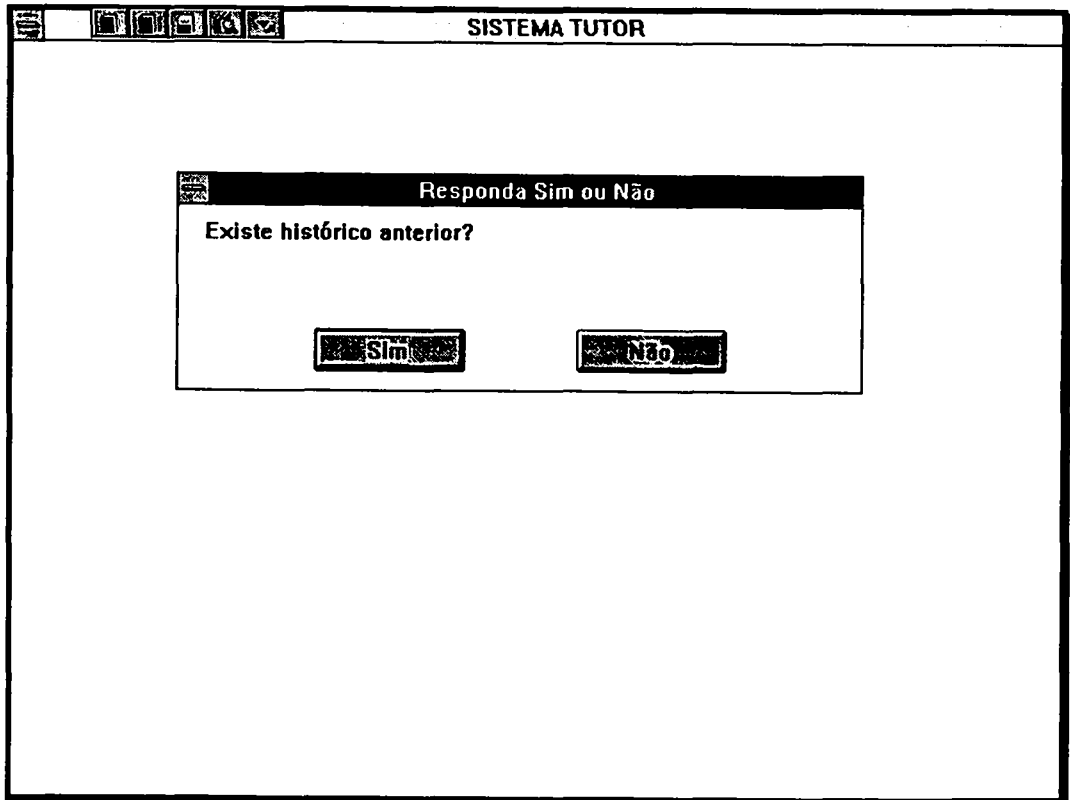 SISTEMA TUTOR
Responda Sim ou Não
Existe histórico anterior?
Sim
Não